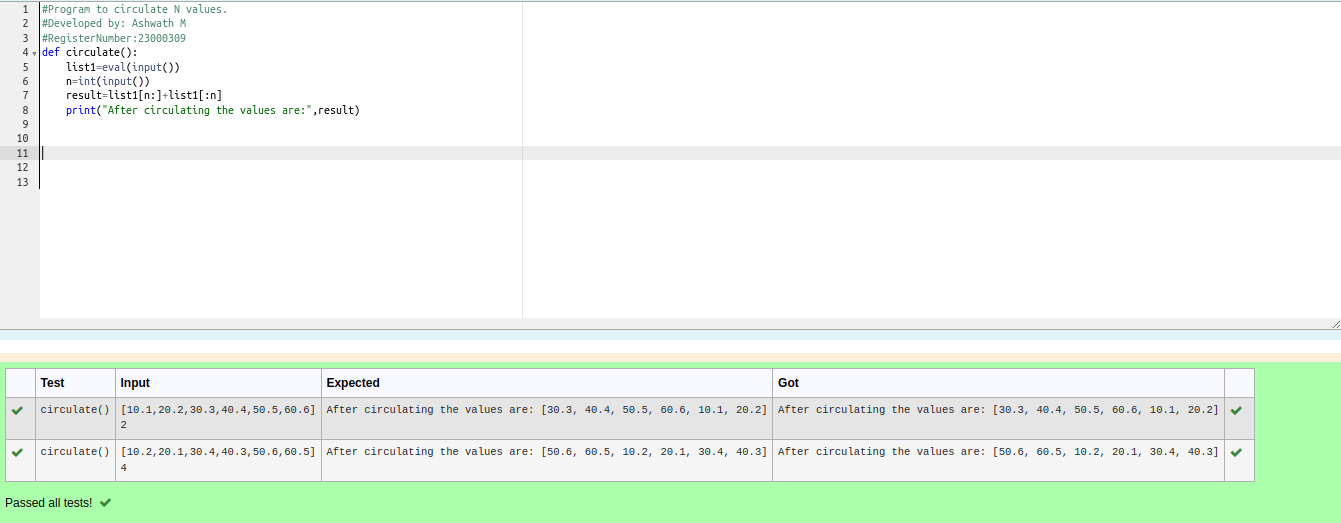 1 #Program to circulate N values.
2 #Developed by: Ashwath M
3 #RegisterNumber:23000309
4 def circulate():
5     list1=eval(input())
6     n=int(input())
7     result=list1[n:]+list1[:n]
8     print("After circulating the values are:",result)
9
10
11
12
13
Test Input Expected Got
circulate() [10.1,20.2,30.3,40.4,50.5,60.6] After circulating the values are: [30.3, 40.4, 50.5, 60.6, 10.1, 20.2] After circulating the values are: [30.3, 40.4, 50.5, 60.6, 10.1, 20.2]
2
circulate() [10.2,20.1,30.4,40.3,50.6,60.5] After circulating the values are: [50.6, 60.5, 10.2, 20.1, 30.4, 40.3] After circulating the values are: [50.6, 60.5, 10.2, 20.1, 30.4, 40.3]
4
Passed all tests!